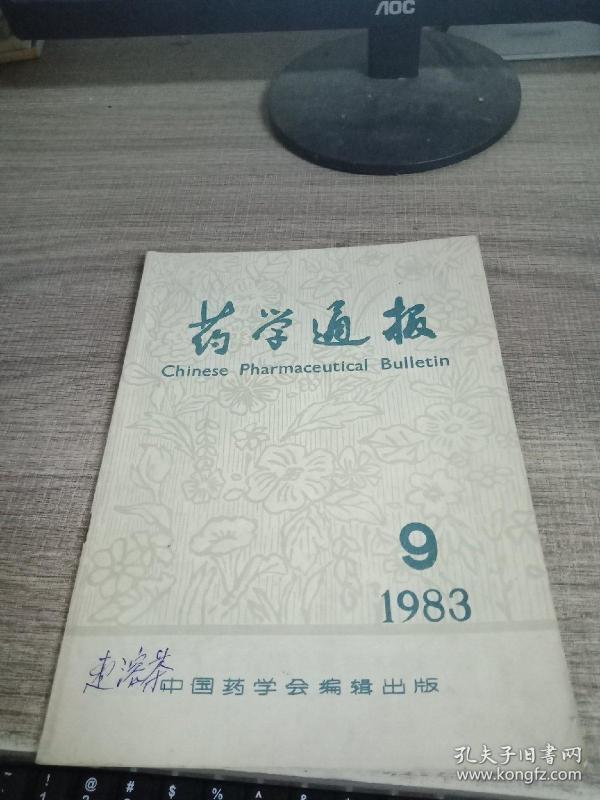 AOC
药学通报
Chinese Pharmaceutical Bulletin
9
1983
中国药学会编辑出版
! @ # $ % ^ &
孔夫子旧书网
www.kongfz.com